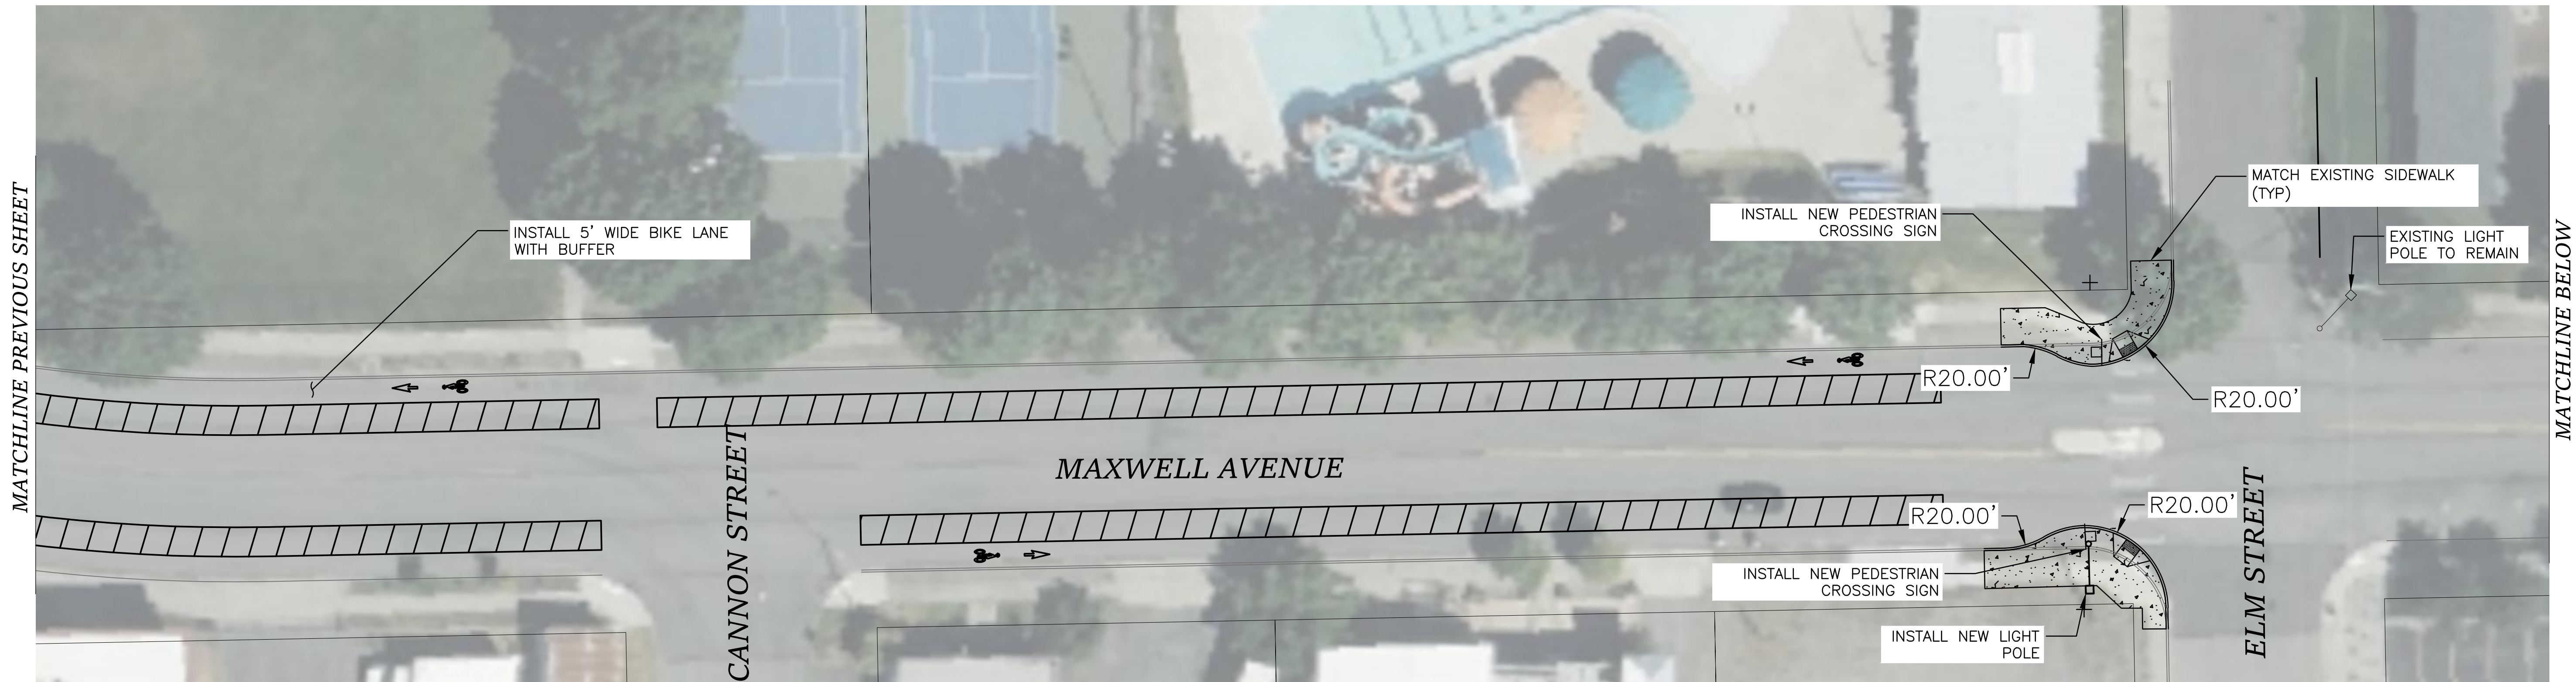 MATCHLINE PREVIOUS SHEET
INSTALL 5' WIDE BIKE LANE
WITH BUFFER
INSTALL NEW PEDESTRIAN
CROSSING SIGN
MATCH EXISTING SIDEWALK
(TYP)
EXISTING LIGHT
POLE TO REMAIN
MATCHLINE BELOW
R20.00'
R20.00'
MAXWELL AVENUE
CANNON STREET
R20.00'
R20.00'
ELM STREET
INSTALL NEW PEDESTRIAN
CROSSING SIGN
INSTALL NEW LIGHT
POLE